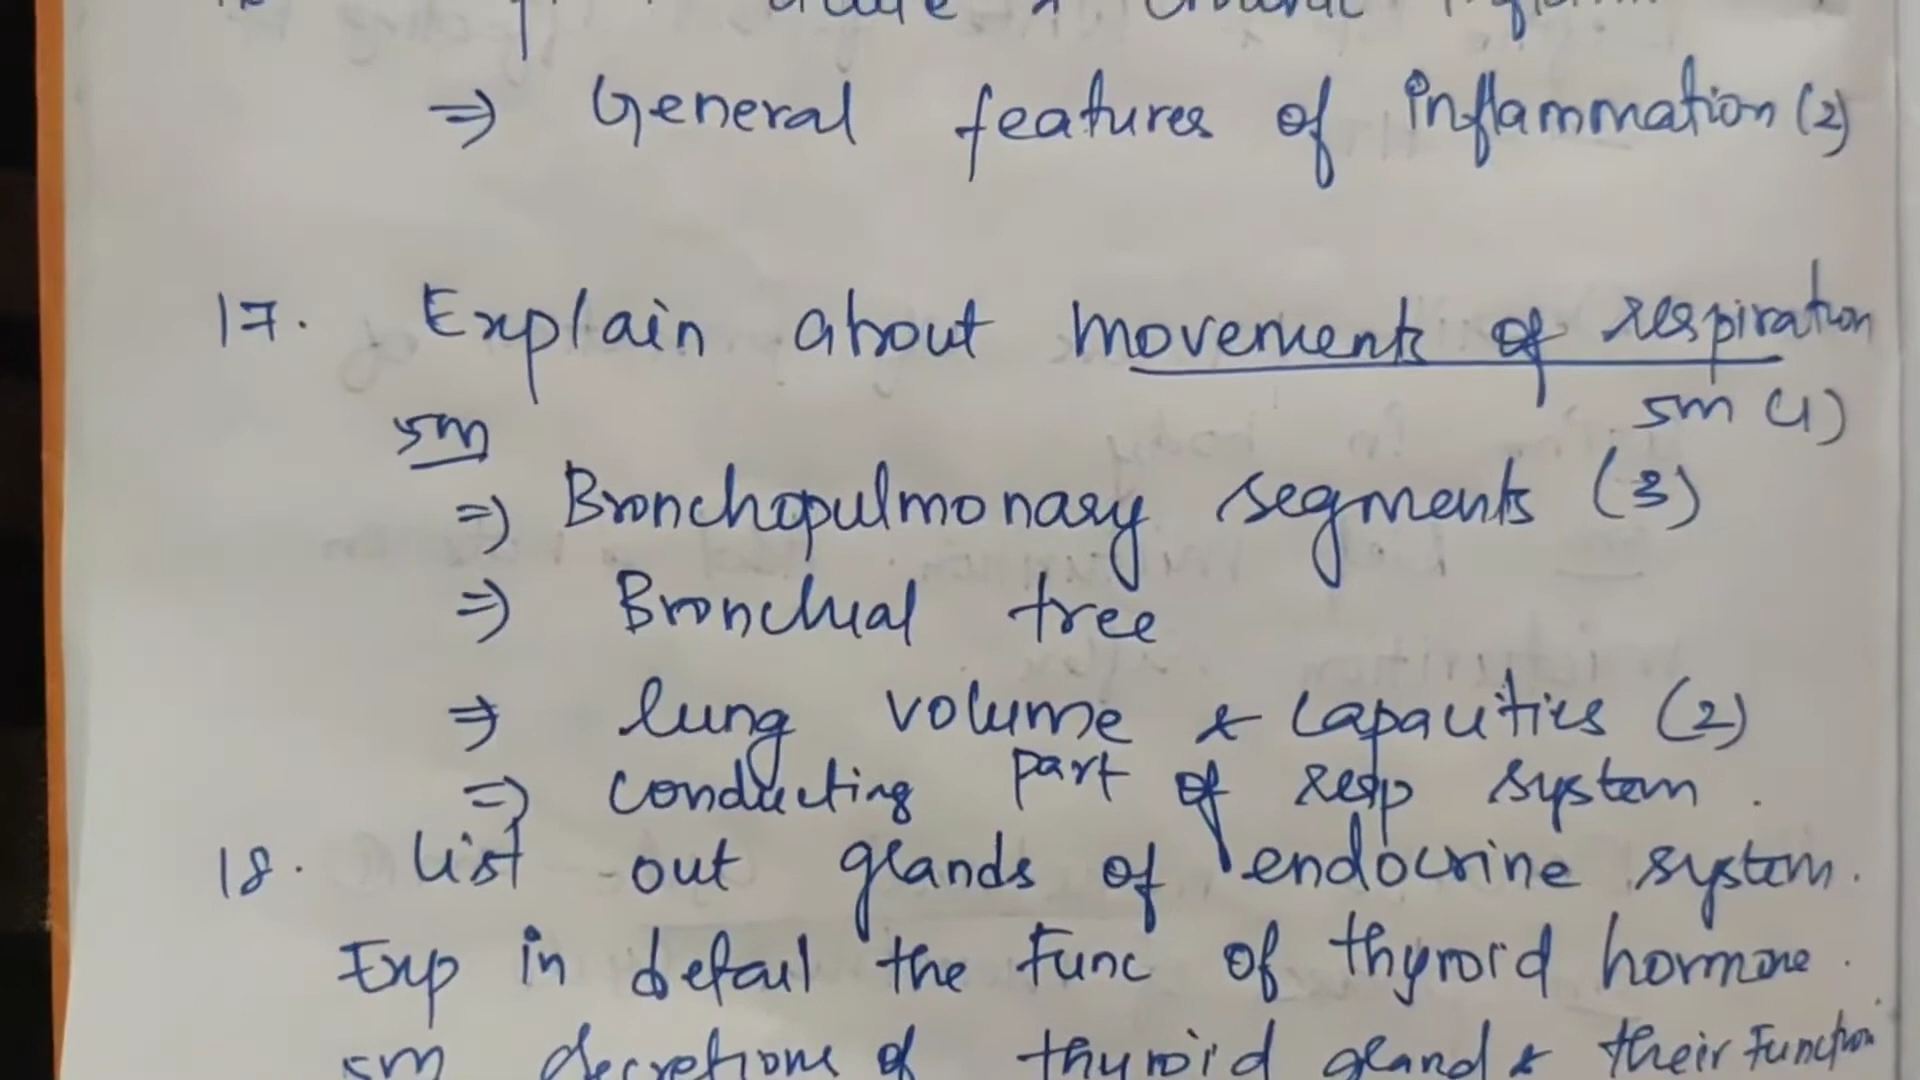 ⇒ General features of inflammation (2)
17. Explain about movements of respiration
5m (1)
5m
⇒ Bronchopulmonary segments (3)
⇒ Bronchial tree
⇒ lung volume & capacities (2)
⇒ conducting part of resp system.
18. List out glands of endocrine system.
Exp in detail the Func of thyroid hormone.
5m secretions of thyroid gland & their Function